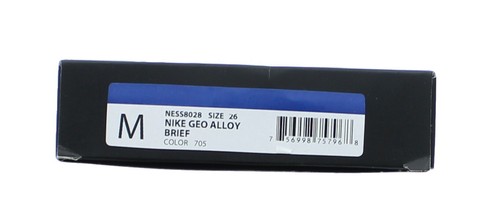 M
NESS8028 SIZE 26
NIKE GEO ALLOY
BRIEF
COLOR 705
7 56998 75796 8